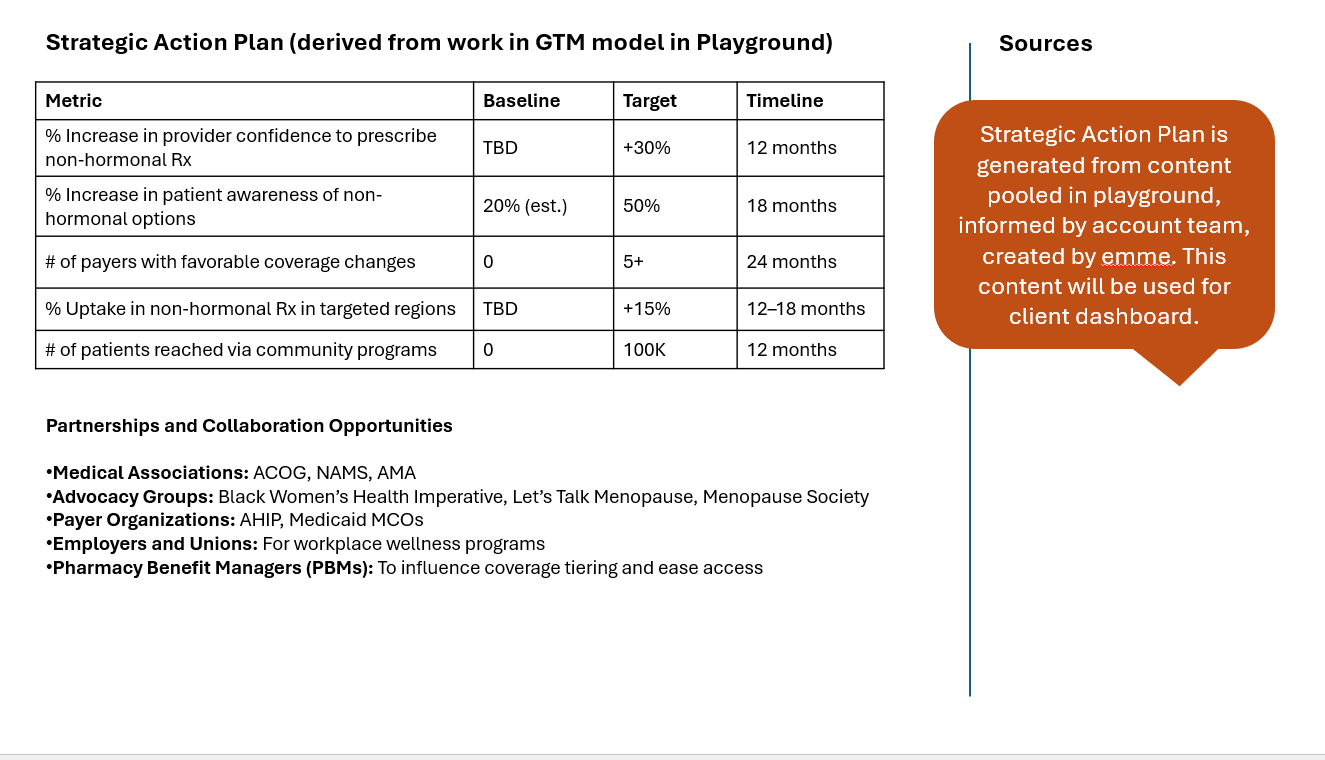 Strategic Action Plan (derived from work in GTM model in Playground)
Metric Baseline Target Timeline
% Increase in provider confidence to prescribe
non-hormonal Rx
TBD +30% 12 months
% Increase in patient awareness of non-
hormonal options
20% (est.) 50% 18 months
# of payers with favorable coverage changes 0 5+ 24 months
% Uptake in non-hormonal Rx in targeted regions TBD +15% 12–18 months
# of patients reached via community programs 0 100K 12 months
Partnerships and Collaboration Opportunities
•Medical Associations: ACOG, NAMS, AMA
•Advocacy Groups: Black Women’s Health Imperative, Let’s Talk Menopause, Menopause Society
•Payer Organizations: AHIP, Medicaid MCOs
•Employers and Unions: For workplace wellness programs
•Pharmacy Benefit Managers (PBMs): To influence coverage tiering and ease access
Sources
Strategic Action Plan is
generated from content
pooled in playground,
informed by account team,
created by emme. This
content will be used for
client dashboard.